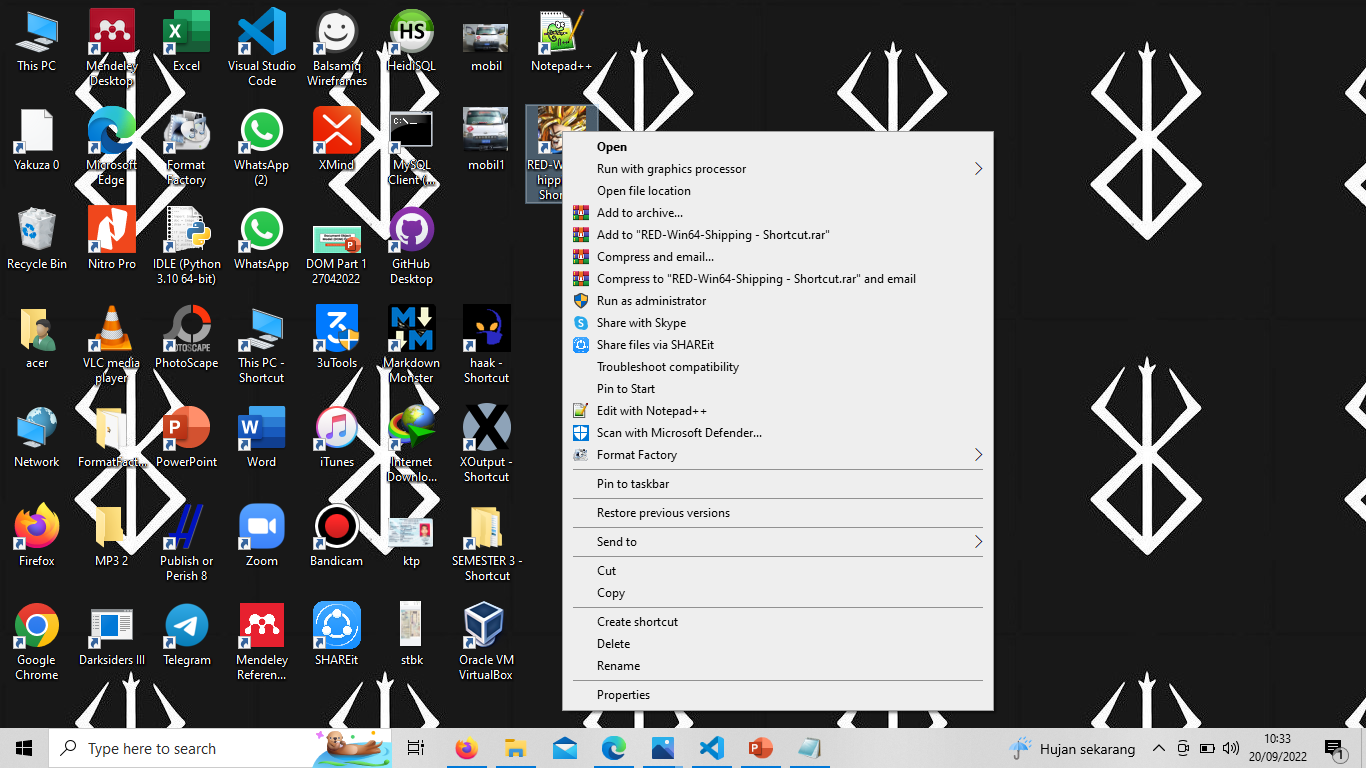 This PC
Mendeley
Desktop
Excel
Visual Studio
Code
Balsamiq
Wireframes
HS
HeidiSQL
mobil
Notepad++
Yakuza 0
Microsoft
Edge
Format
Factory
WhatsApp
(2)
XMind
C:\_
MySQL
Client (...
mobil1
Recycle Bin
Nitro Pro
IDLE (Python
3.10 64-bit)
WhatsApp
DOM Part 1
27042022
GitHub
Desktop
acer
VLC media
player
PHOTOSCAPE
PhotoScape
This PC -
Shortcut
3uTools
Markdown
Monster
haak -
Shortcut
Network
FormatFact...
PowerPoint
Word
iTunes
Internet
Downlo...
XOutput -
Shortcut
Firefox
MP3 2
Publish or
Perish 8
Zoom
Bandicam
ktp
SEMESTER 3 -
Shortcut
Google
Chrome
Darksiders III
Telegram
Mendeley
Referen...
SHAREit
stbk
Oracle VM
VirtualBox
Open
Run with graphics processor
Open file location
Add to archive...
Add to "RED-Win64-Shipping - Shortcut.rar"
Compress and email...
Compress to "RED-Win64-Shipping - Shortcut.rar" and email
Run as administrator
Share with Skype
Share files via SHAREit
Troubleshoot compatibility
Pin to Start
Edit with Notepad++
Scan with Microsoft Defender...
Format Factory
Pin to taskbar
Restore previous versions
Send to
Cut
Copy
Create shortcut
Delete
Rename
Properties
Type here to search
Hujan sekarang
10:33
20/09/2022
1